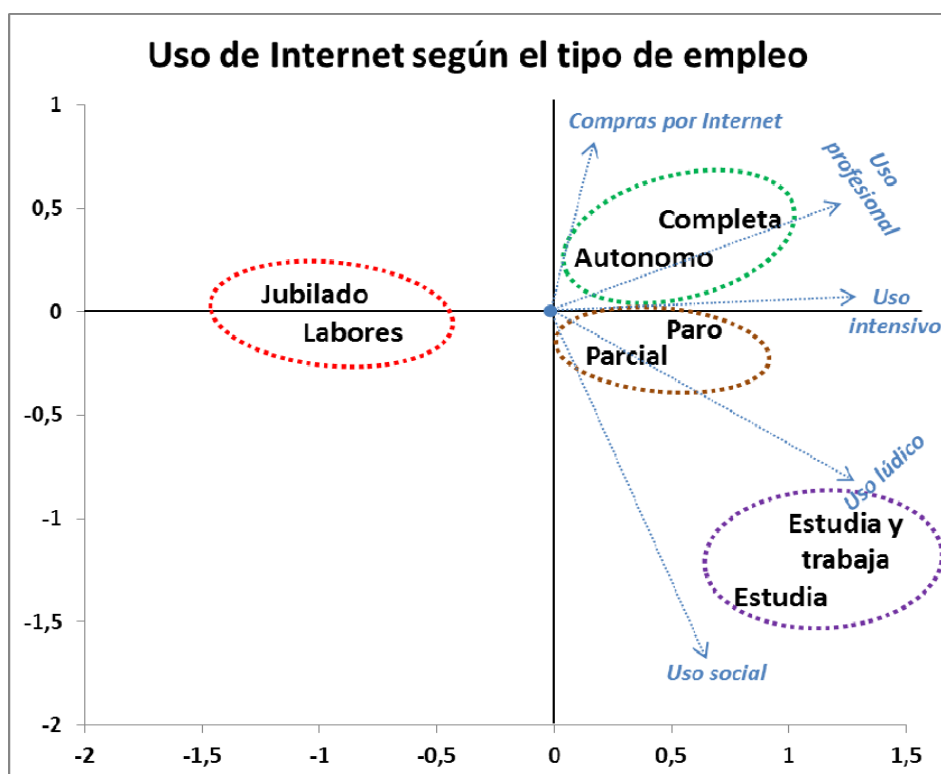 Uso de Internet según el tipo de empleo
1
Compras por Internet
Uso
profesional
0,5
Completa
Autonomo
Jubilado
0
Uso
intensivo
Labores
Paro
Parcial
-0,5
Uso lúdico
-1
Estudia y
trabaja
Estudia
-1,5
Uso social
-2
-2
-1,5
-1
-0,5
0
0,5
1
1,5